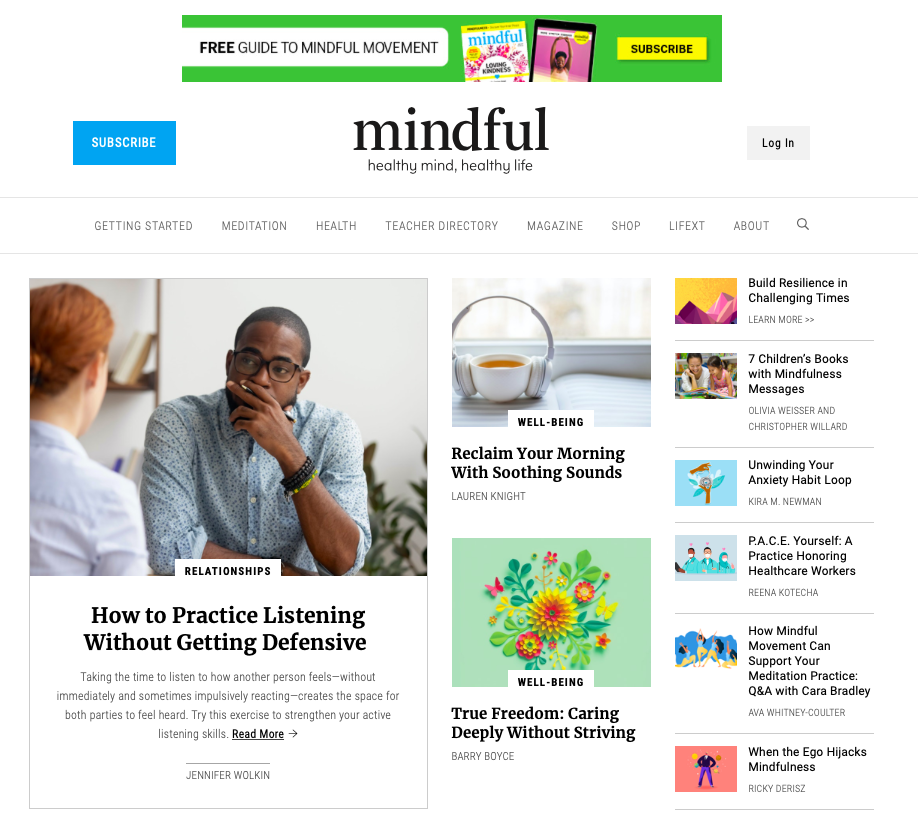 FREE GUIDE TO MINDFUL MOVEMENT
mindful
LOVING
KINDNESS
SUBSCRIBE
SUBSCRIBE
mindful
healthy mind, healthy life
Log In
GETTING STARTED MEDITATION HEALTH TEACHER DIRECTORY MAGAZINE SHOP LIFEXT ABOUT
RELATIONSHIPS
How to Practice Listening
Without Getting Defensive
Taking the time to listen to how another person feels—without
immediately and sometimes impulsively reacting—creates the space for
both parties to feel heard. Try this exercise to strengthen your active
listening skills. Read More →
JENNIFER WOLKIN
WELL-BEING
Reclaim Your Morning
With Soothing Sounds
LAUREN KNIGHT
WELL-BEING
True Freedom: Caring
Deeply Without Striving
BARRY BOYCE
Build Resilience in
Challenging Times
LEARN MORE >>
7 Children’s Books
with Mindfulness
Messages
OLIVIA WEISSER AND
CHRISTOPHER WILLARD
Unwinding Your
Anxiety Habit Loop
KIRA M. NEWMAN
P.A.C.E. Yourself: A
Practice Honoring
Healthcare Workers
REENA KOTECHA
How Mindful
Movement Can
Support Your
Meditation Practice:
Q&A with Cara Bradley
AVA WHITNEY-COULTER
When the Ego Hijacks
Mindfulness
RICKY DERISZ